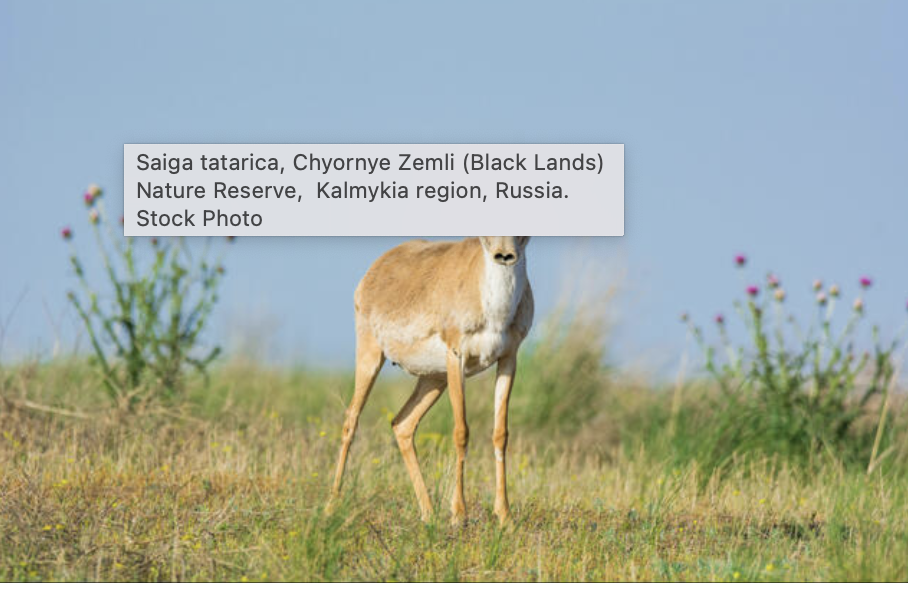 Saiga tatarica, Chyornye Zemli (Black Lands)
Nature Reserve,  Kalmykia region, Russia.
Stock Photo